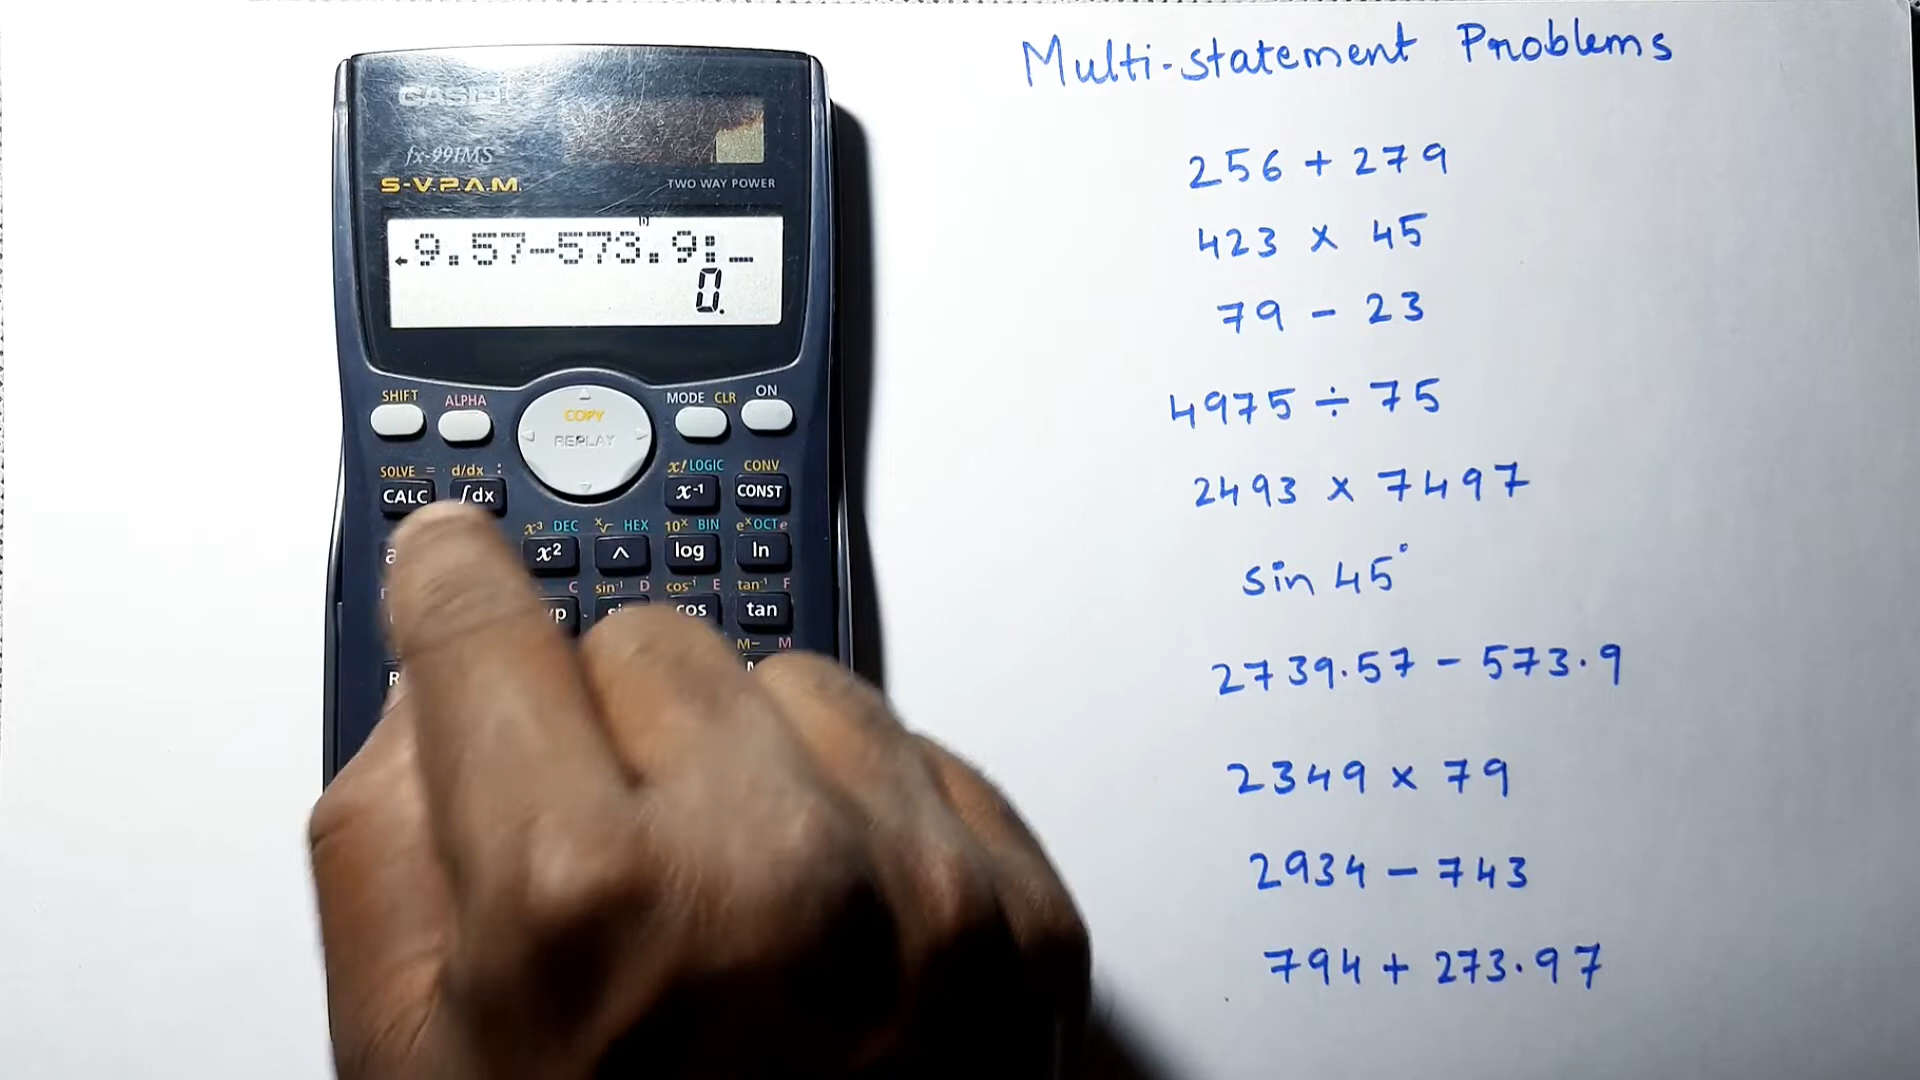 CASIO
fx-991MS
S-V.P.A.M.
TWO WAY POWER
D
9.57-573.9:_
0.
SHIFT
ALPHA
COPY
REPLAY
MODE CLR
ON
SOLVE =
d/dx :
x! LOGIC
CONV
CALC
∫dx
x⁻¹
CONST
x³ DEC
ˣ√ HEX
10ˣ BIN
eˣ OCT e
x²
^
log
ln
C
sin⁻¹ D
cos⁻¹ E
tan⁻¹ F
cos
tan
M- M
Multi-statement Problems
256 + 279
423 × 45
79 - 23
4975 ÷ 75
2493 × 7497
sin 45°
2739.57 - 573.9
2349 × 79
2934 - 743
794 + 273.97